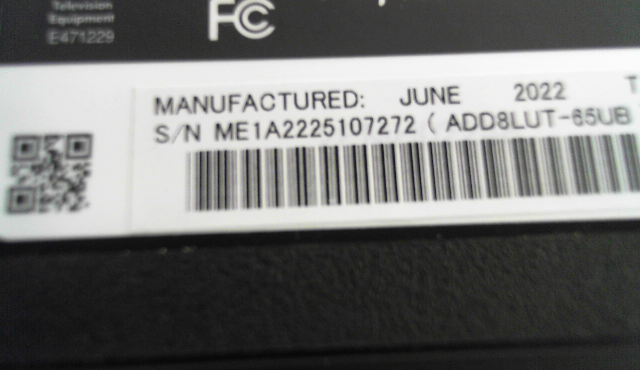 Television
Equipment
E471229
FC
MANUFACTURED: JUNE 2022 T
S/N ME1A2225107272 ( ADD8LUT-65UB